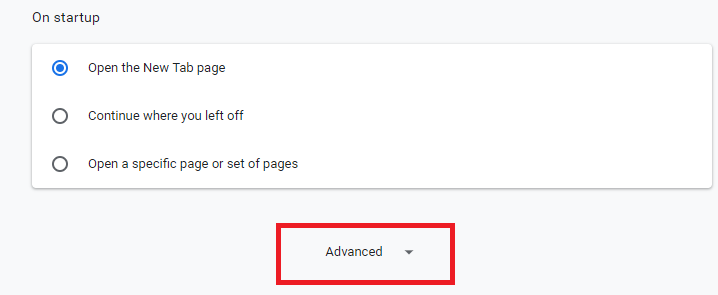 On startup
Open the New Tab page
Continue where you left off
Open a specific page or set of pages
Advanced